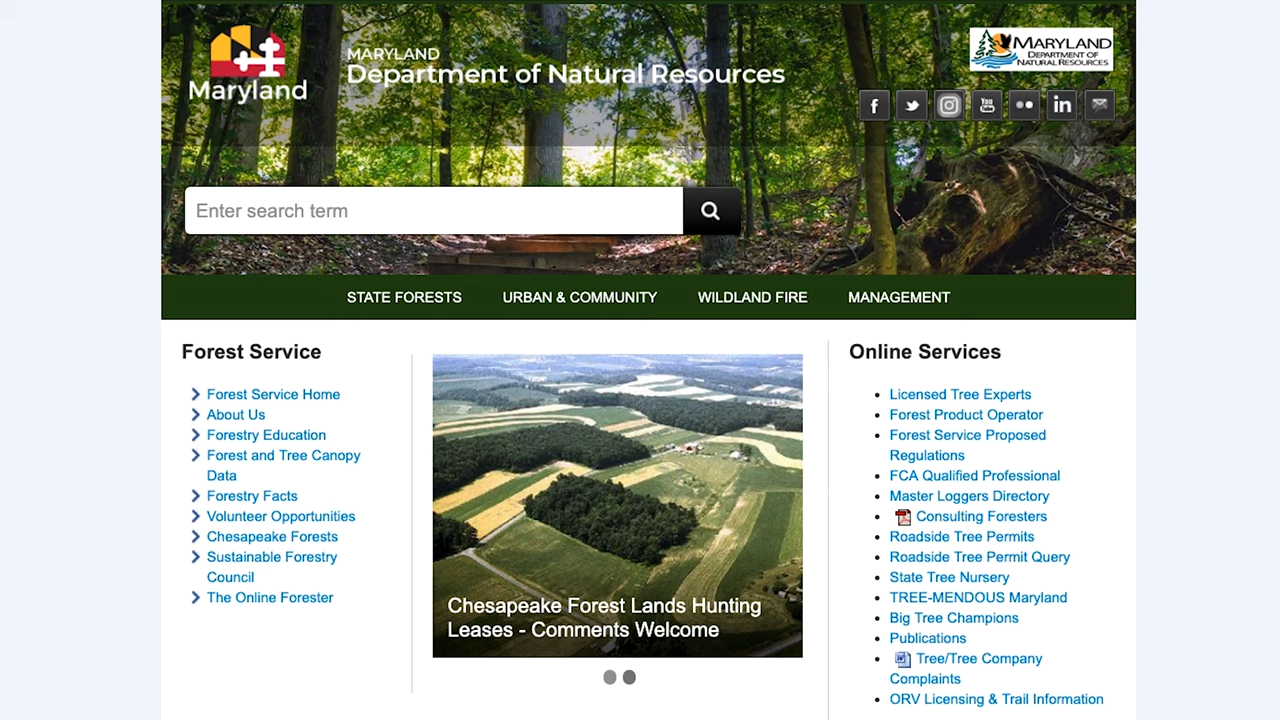 Maryland
MARYLAND
Department of Natural Resources
MARYLAND
DEPARTMENT OF
NATURAL RESOURCES
f
You
Tube
in
Enter search term
STATE FORESTS
URBAN & COMMUNITY
WILDLAND FIRE
MANAGEMENT
Forest Service
Forest Service Home
About Us
Forestry Education
Forest and Tree Canopy
Data
Forestry Facts
Volunteer Opportunities
Chesapeake Forests
Sustainable Forestry
Council
The Online Forester
Chesapeake Forest Lands Hunting
Leases - Comments Welcome
Online Services
Licensed Tree Experts
Forest Product Operator
Forest Service Proposed
Regulations
FCA Qualified Professional
Master Loggers Directory
Consulting Foresters
Roadside Tree Permits
Roadside Tree Permit Query
State Tree Nursery
TREE-MENDOUS Maryland
Big Tree Champions
Publications
Tree/Tree Company
Complaints
ORV Licensing & Trail Information